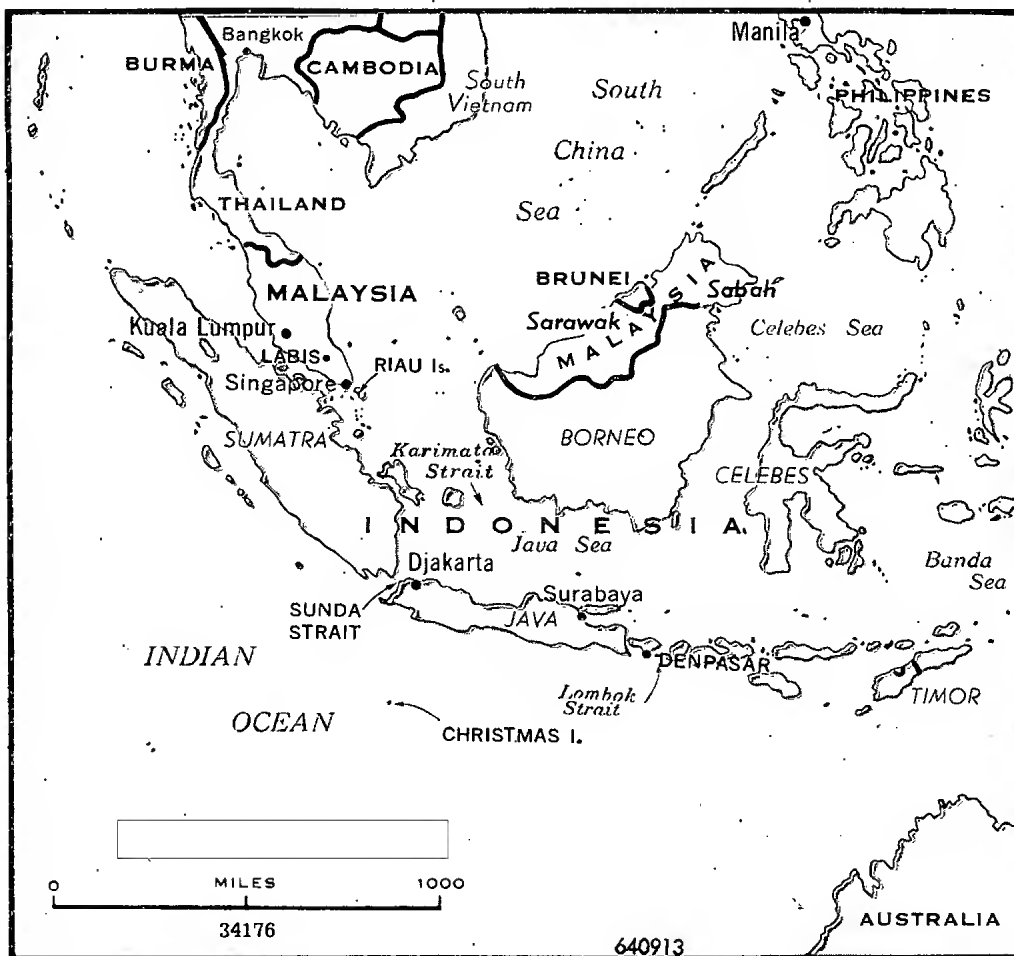 Manila
Bangkok
BURMA
CAMBODIA
South
Vietnam
South
China
Sea
PHILIPPINES
THAILAND
MALAYSIA
BRUNEI
Sabah
Sarawak
MALAYSIA
Celebes Sea
Kuala Lumpur
LABIS
RIAU Is.
Singapore
SUMATRA
BORNEO
Karimata
Strait
CELEBES
INDONESIA
Java Sea
Banda
Sea
Djakarta
SUNDA
STRAIT
Surabaya
JAVA
DENPASAR
INDIAN
OCEAN
Lombok
Strait
TIMOR
CHRISTMAS I.
0 MILES 1000
34176
AUSTRALIA
640913